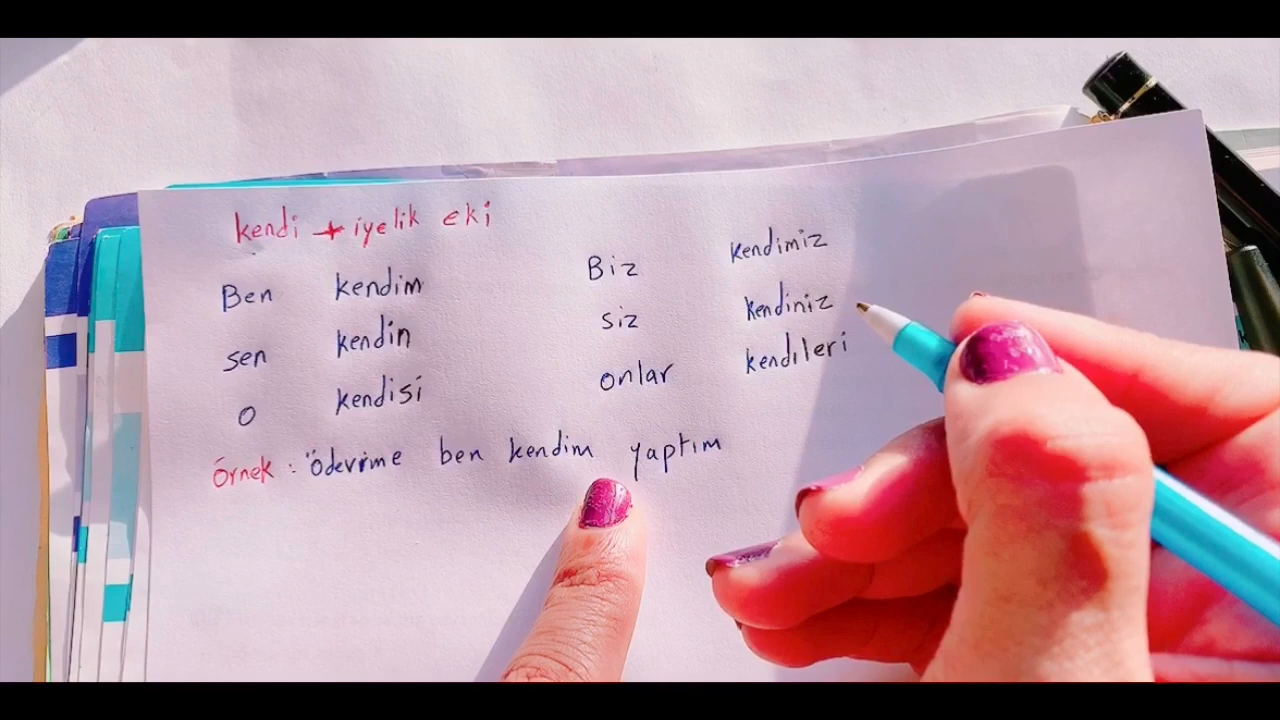 kendi + iyelik eki
Ben kendim
sen kendin
O kendisi
Biz kendimiz
siz kendiniz
onlar kendileri
örnek : ödevime ben kendim yaptım